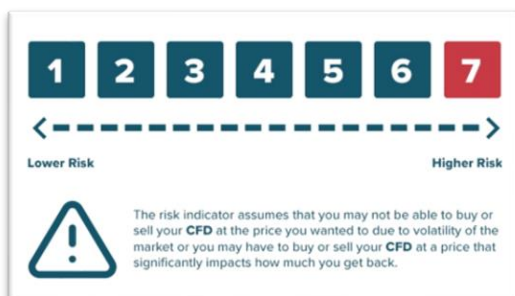 1 2 3 4 5 6 7
Lower Risk Higher Risk
!
The risk indicator assumes that you may not be able to buy or
sell your CFD at the price you wanted to due to volatility of the
market or you may have to buy or sell your CFD at a price that
significantly impacts how much you get back.